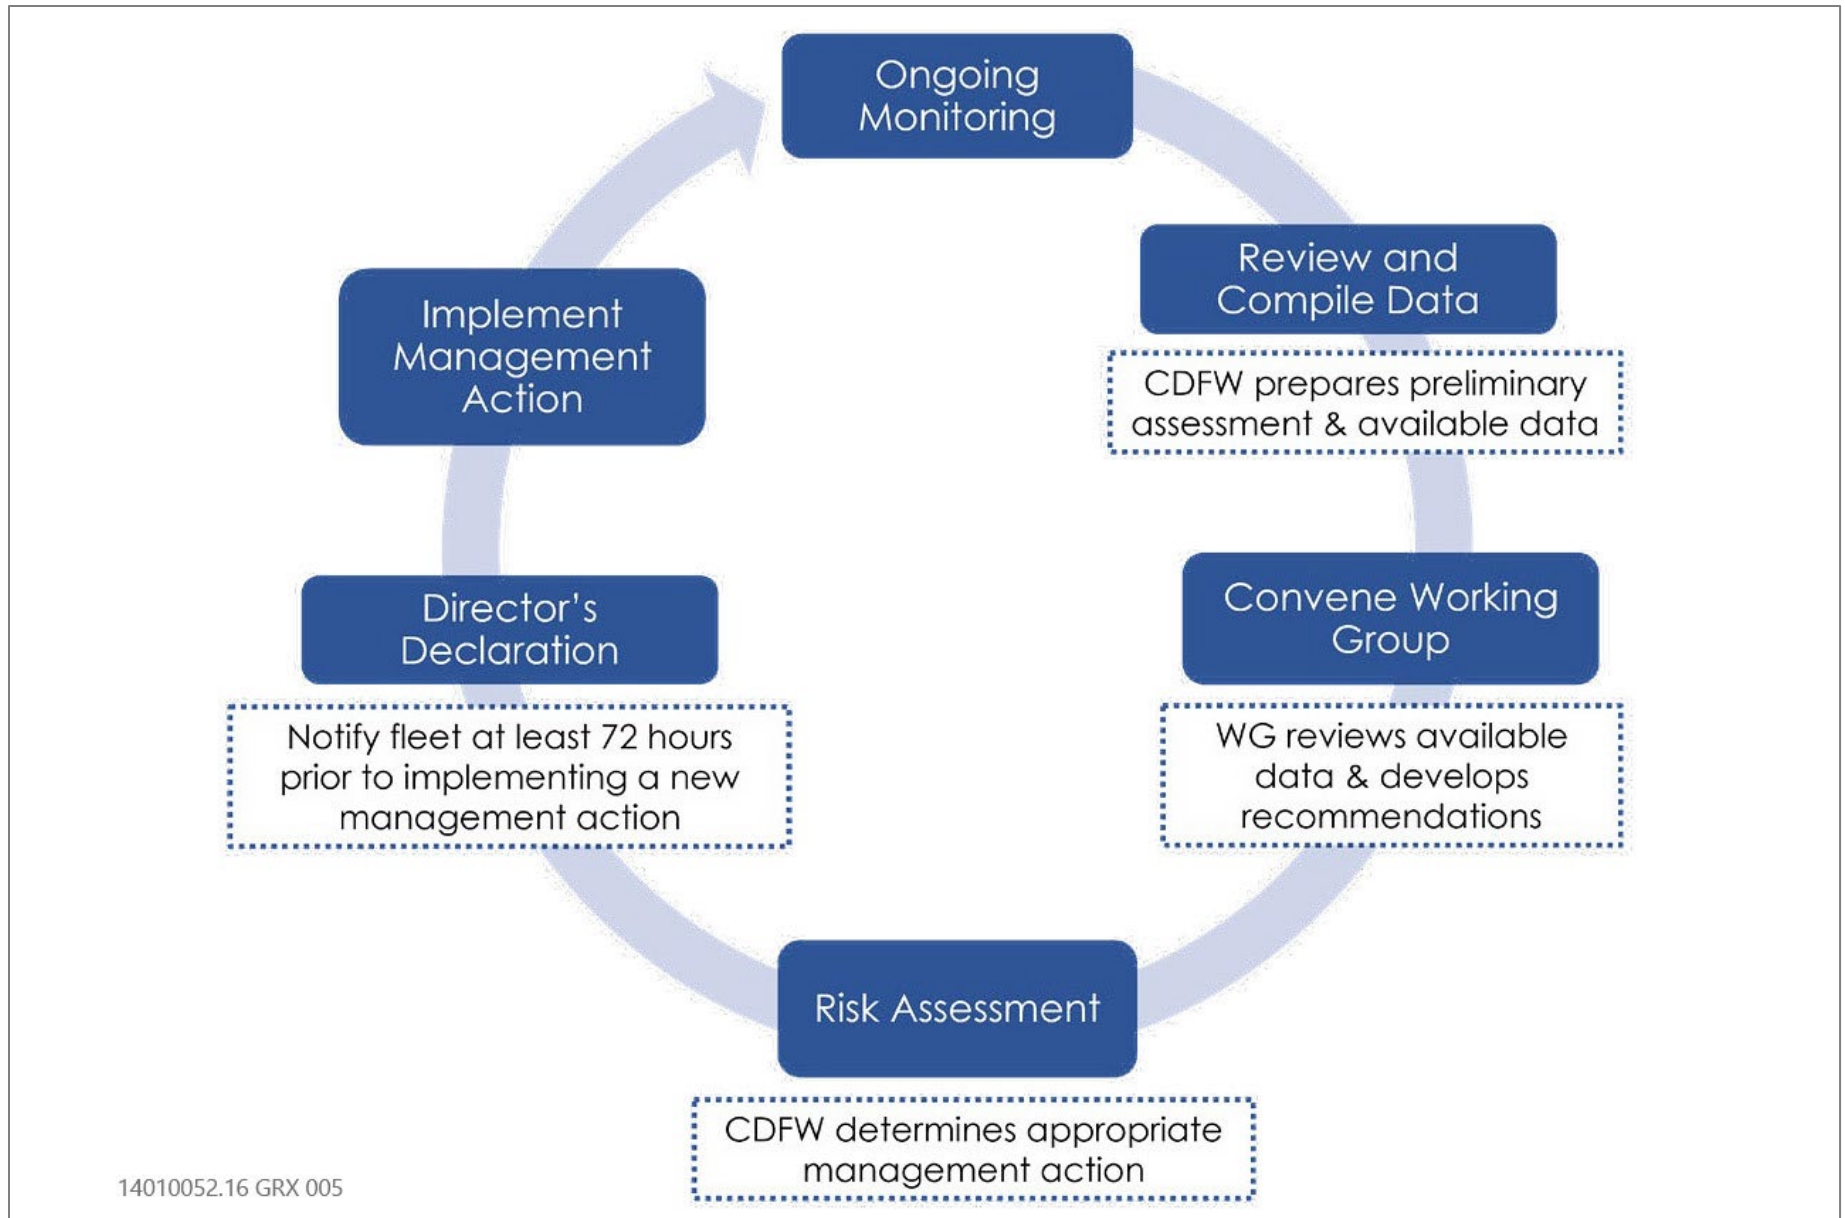 Ongoing
Monitoring
Review and
Compile Data
CDFW prepares preliminary
assessment & available data
Convene Working
Group
WG reviews available
data & develops
recommendations
Risk Assessment
CDFW determines appropriate
management action
Director’s
Declaration
Notify fleet at least 72 hours
prior to implementing a new
management action
Implement
Management
Action
14010052.16 GRX 005